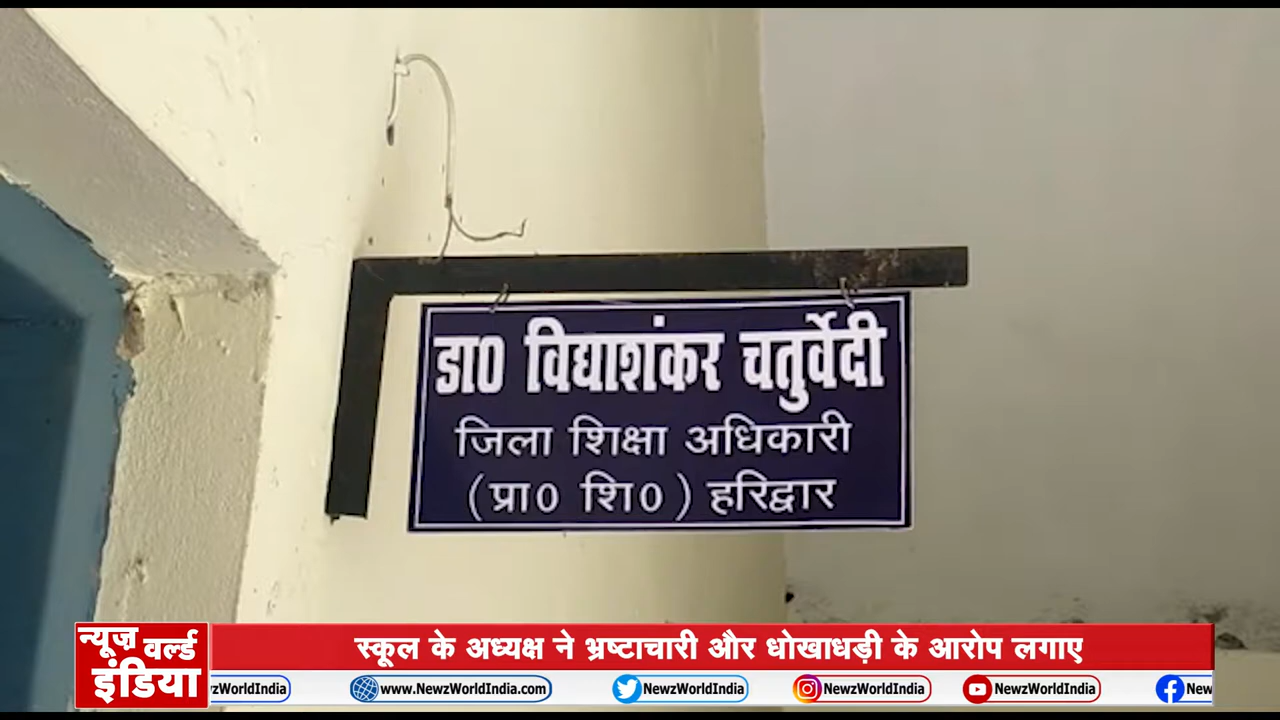 डा0 विद्याशंकर चतुर्वेदी
जिला शिक्षा अधिकारी
(प्रा0 शि0) हरिद्वार
न्यूज़ वर्ल्ड इंडिया
स्कूल के अध्यक्ष ने भ्रष्टाचारी और धोखाधड़ी के आरोप लगाए
zWorldIndia www.NewzWorldIndia.com NewzWorldIndia NewzWorldIndia NewzWorldIndia New